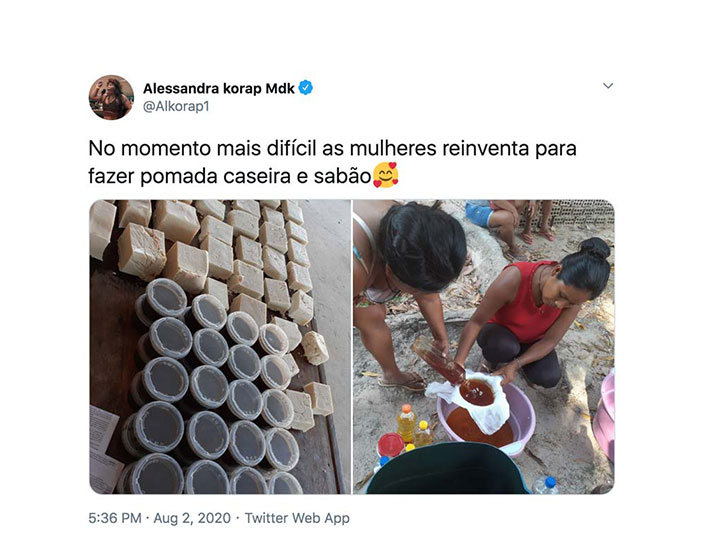 Alessandra korap Mdk
@Alkorap1
No momento mais difícil as mulheres reinventa para
fazer pomada caseira e sabão🥰
5:36 PM · Aug 2, 2020 · Twitter Web App